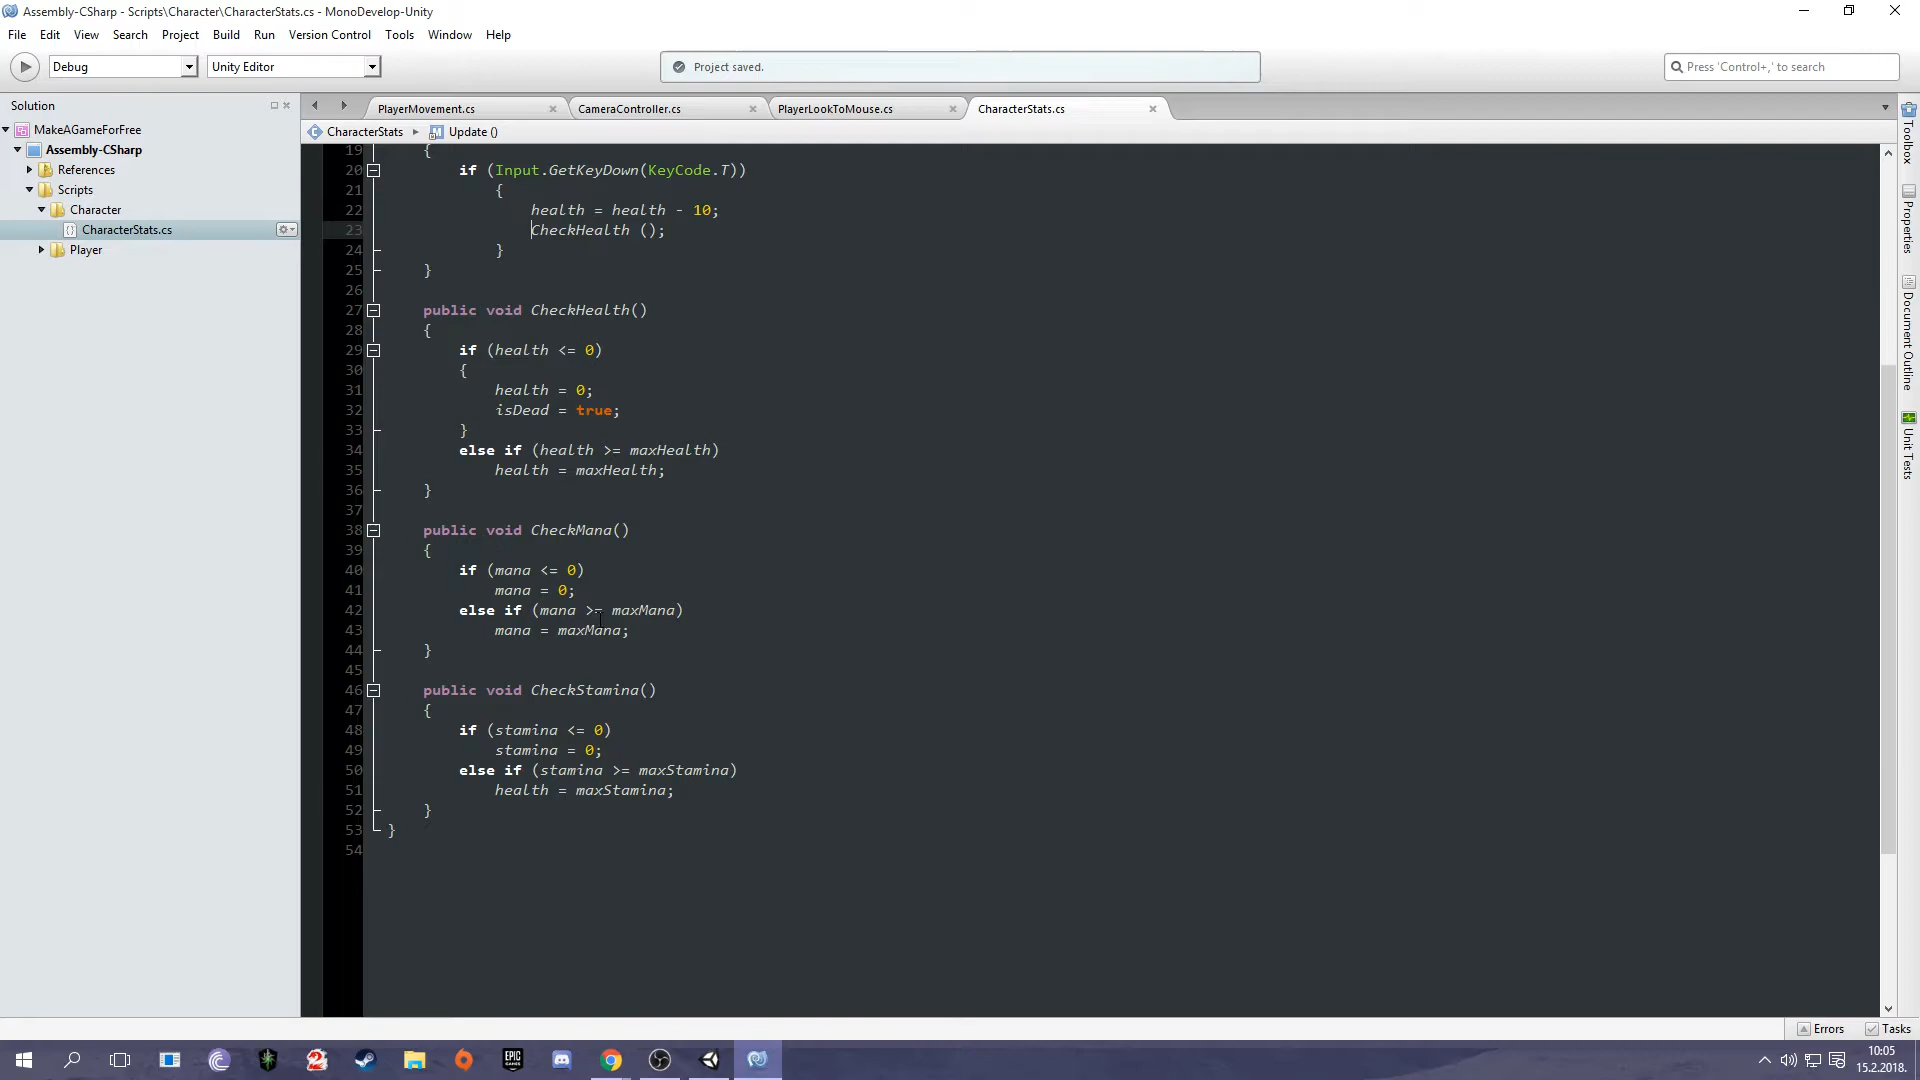 Assembly-CSharp - Scripts\Character\CharacterStats.cs - MonoDevelop-Unity
File Edit View Search Project Build Run Version Control Tools Window Help
Debug Unity Editor Project saved. Press 'Control+,' to search
Solution PlayerMovement.cs CameraController.cs PlayerLookToMouse.cs CharacterStats.cs
MakeAGameForFree
Assembly-CSharp
References
Scripts
Character
CharacterStats.cs
Player
CharacterStats Update ()
19 {
20 if (Input.GetKeyDown(KeyCode.T))
21 {
22 health = health - 10;
23 CheckHealth ();
24 }
25 }
26
27 public void CheckHealth()
28 {
29 if (health <= 0)
30 {
31 health = 0;
32 isDead = true;
33 }
34 else if (health >= maxHealth)
35 health = maxHealth;
36 }
37
38 public void CheckMana()
39 {
40 if (mana <= 0)
41 mana = 0;
42 else if (mana >= maxMana)
43 mana = maxMana;
44 }
45
46 public void CheckStamina()
47 {
48 if (stamina <= 0)
49 stamina = 0;
50 else if (stamina >= maxStamina)
51 health = maxStamina;
52 }
53 }
54
Toolbox
Properties
Document Outline
Unit Tests
Errors Tasks
EPIC GAMES
10:05
15.2.2018.